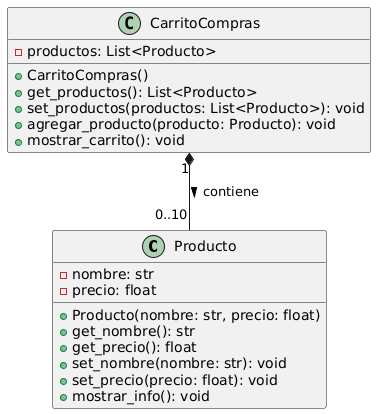 C CarritoCompras
productos: List<Producto>
CarritoCompras()
get_productos(): List<Producto>
set_productos(productos: List<Producto>): void
agregar_producto(producto: Producto): void
mostrar_carrito(): void
1
contiene
0..10
C Producto
nombre: str
precio: float
Producto(nombre: str, precio: float)
get_nombre(): str
get_precio(): float
set_nombre(nombre: str): void
set_precio(precio: float): void
mostrar_info(): void